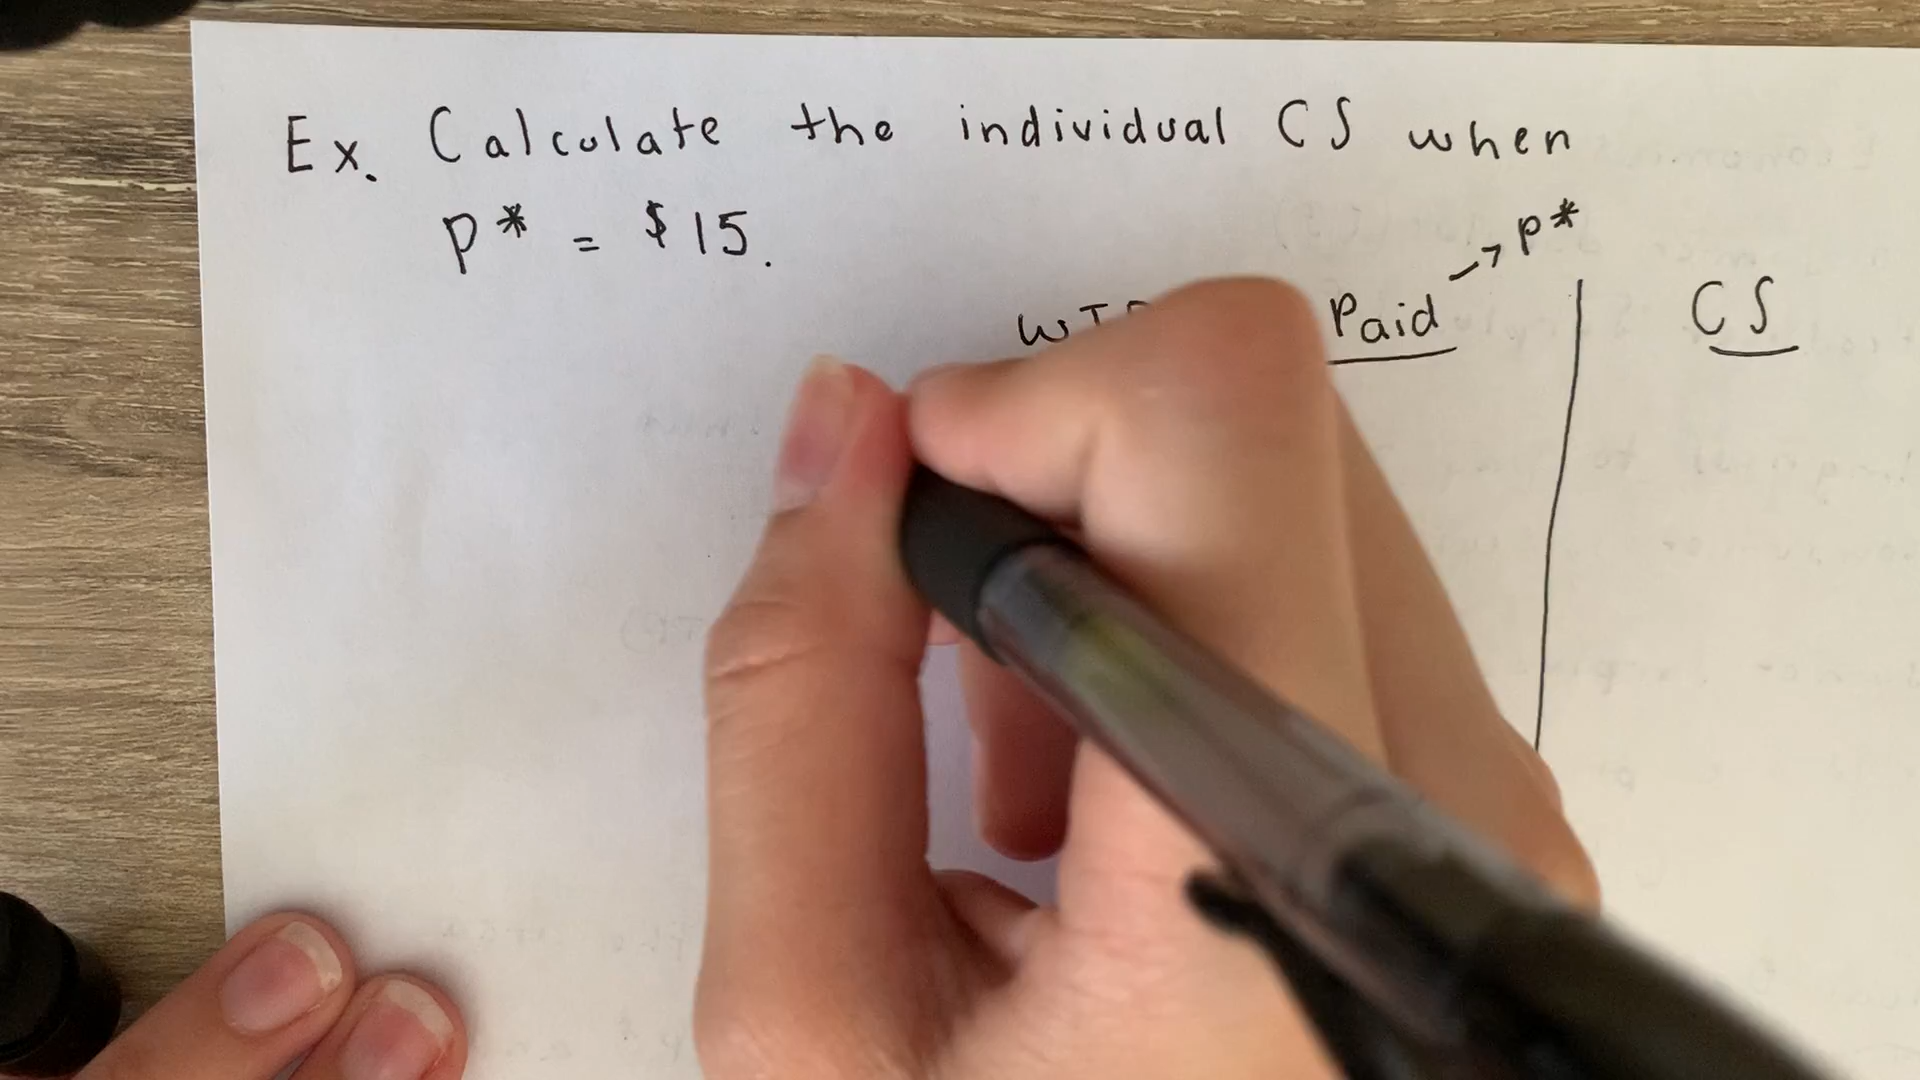 Ex. Calculate the individual CS when
P* = $15.
P*
Paid CS